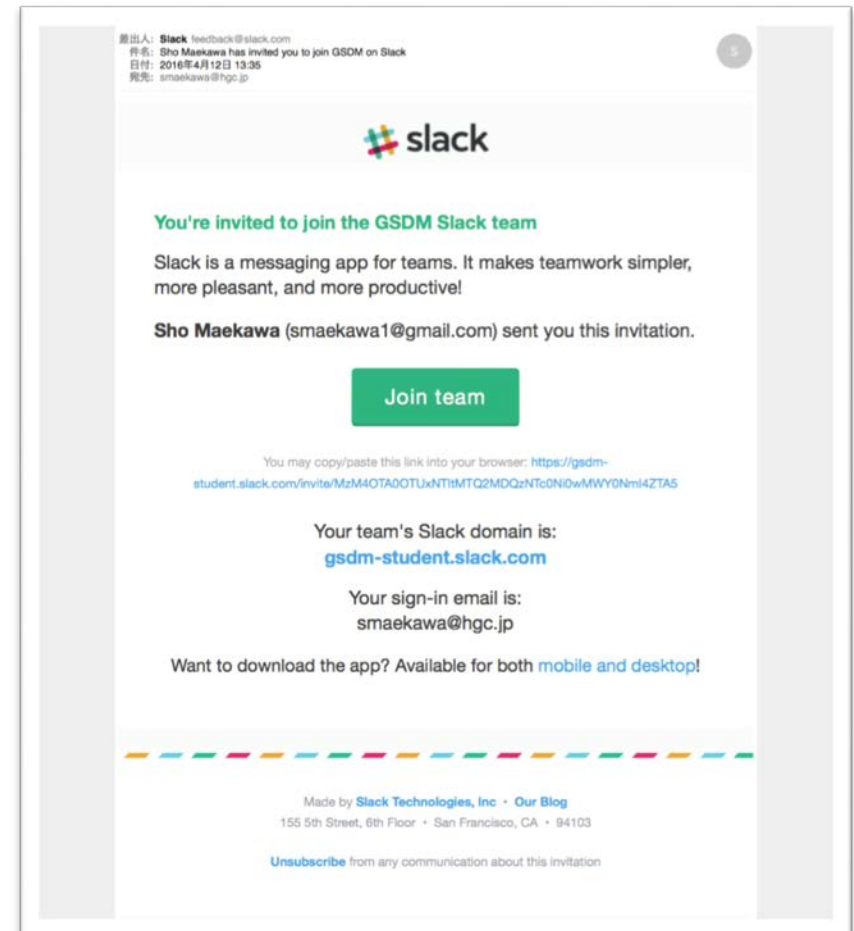 差出人: Slack feedback@slack.com
件名: Sho Maekawa has invited you to join GSDM on Slack
日付: 2016年4月12日 13:35
宛先: smaekawa@hgc.jp
S
slack
You're invited to join the GSDM Slack team
Slack is a messaging app for teams. It makes teamwork simpler,
more pleasant, and more productive!
Sho Maekawa (smaekawa1@gmail.com) sent you this invitation.
Join team
You may copy/paste this link into your browser: https://gsdm-
student.slack.com/invite/MzM4OTA0OTUxNTItMTQ2MDQzNTc0Ni0wMWY0NmI4ZTA5
Your team's Slack domain is:
gsdm-student.slack.com
Your sign-in email is:
smaekawa@hgc.jp
Want to download the app? Available for both mobile and desktop!
Made by Slack Technologies, Inc • Our Blog
155 5th Street, 6th Floor • San Francisco, CA • 94103
Unsubscribe from any communication about this invitation